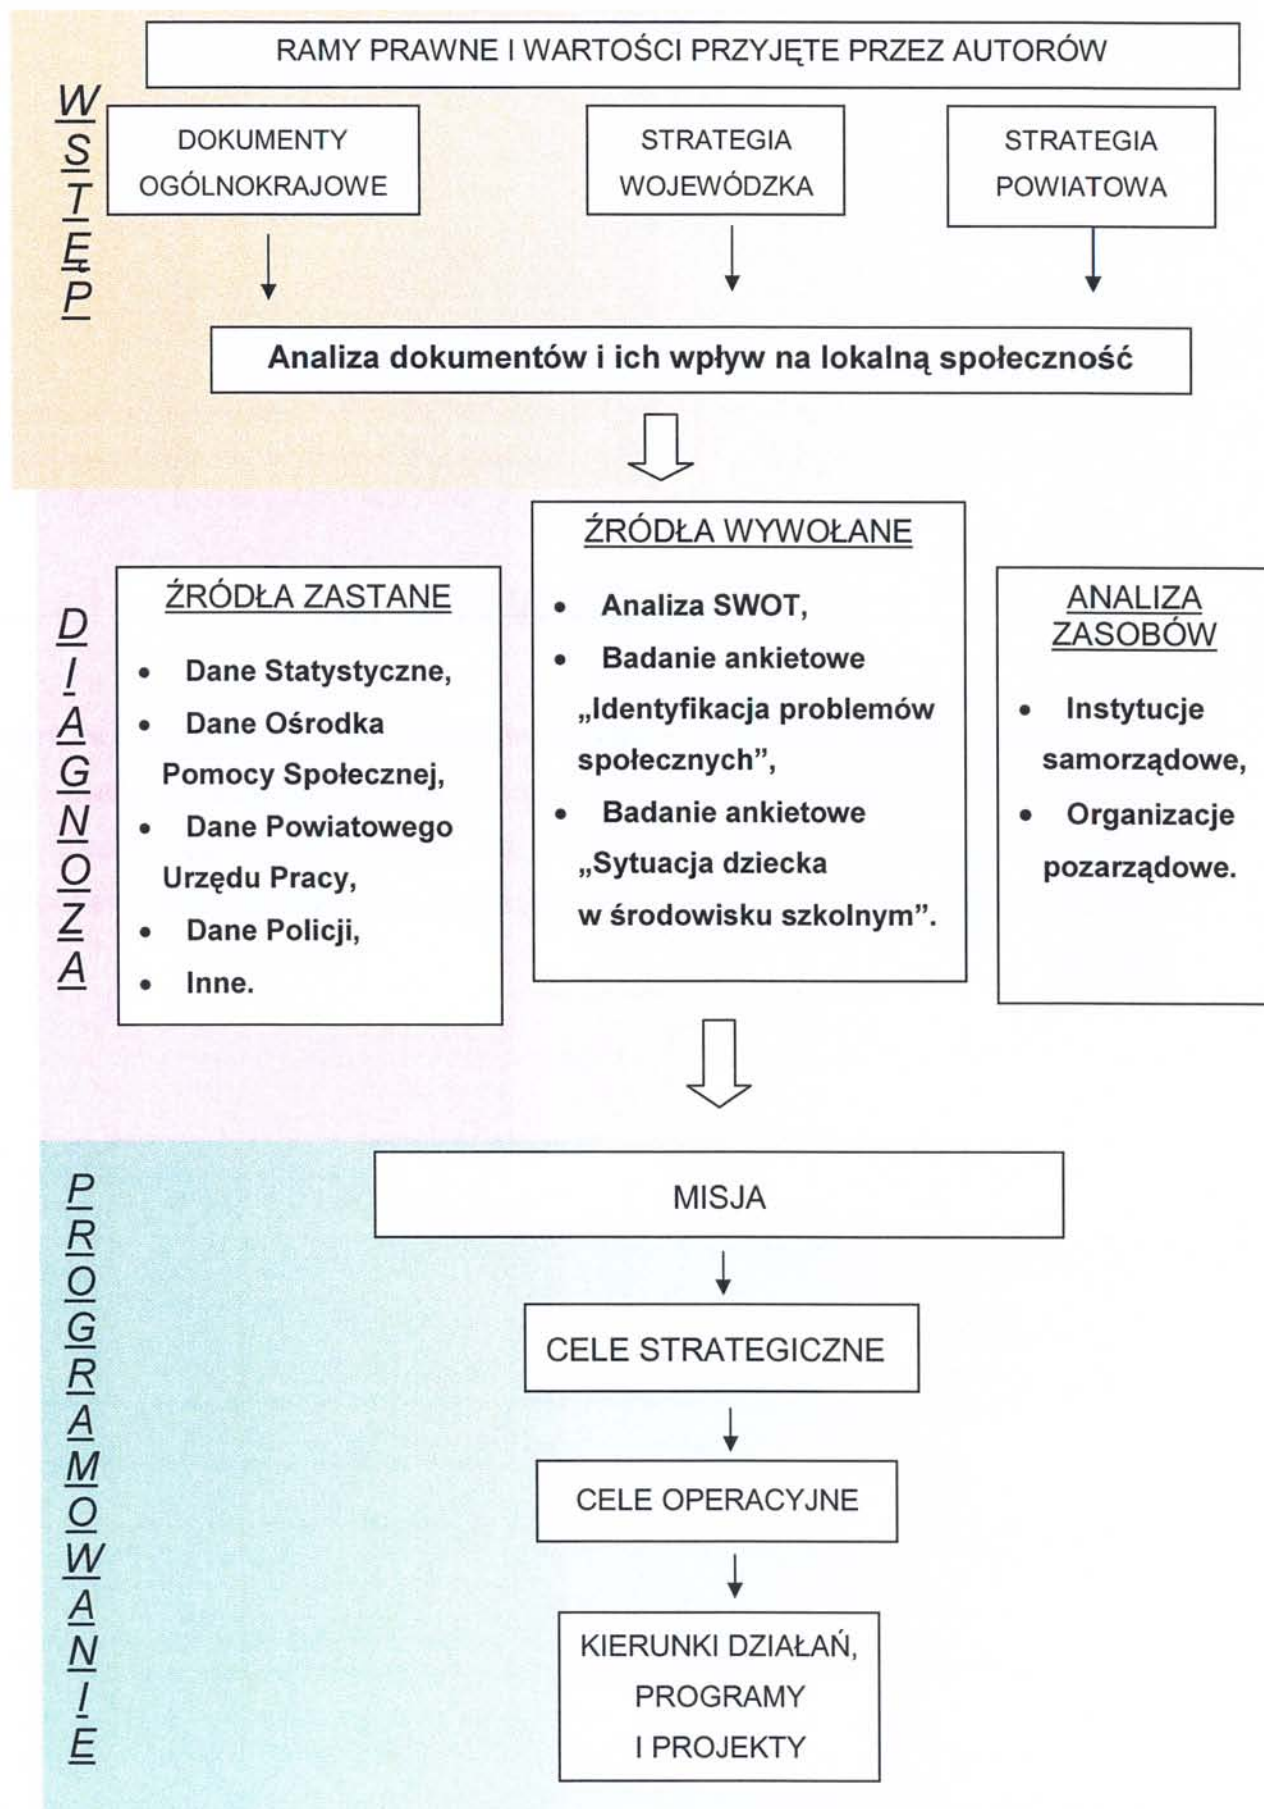 WSTĘP
RAMY PRAWNE I WARTOŚCI PRZYJĘTE PRZEZ AUTORÓW
DOKUMENTY
OGÓLNOKRAJOWE
STRATEGIA
WOJEWÓDZKA
STRATEGIA
POWIATOWA
Analiza dokumentów i ich wpływ na lokalną społeczność
DIAGNOZA
ŹRÓDŁA ZASTANE
• Dane Statystyczne,
• Dane Ośrodka
Pomocy Społecznej,
• Dane Powiatowego
Urzędu Pracy,
• Dane Policji,
• Inne.
ŹRÓDŁA WYWOŁANE
• Analiza SWOT,
• Badanie ankietowe
„Identyfikacja problemów
społecznych”,
• Badanie ankietowe
„Sytuacja dziecka
w środowisku szkolnym”.
ANALIZA
ZASOBÓW
• Instytucje
samorządowe,
• Organizacje
pozarządowe.
PROGRAMOWANIE
MISJA
CELE STRATEGICZNE
CELE OPERACYJNE
KIERUNKI DZIAŁAŃ,
PROGRAMY
I PROJEKTY